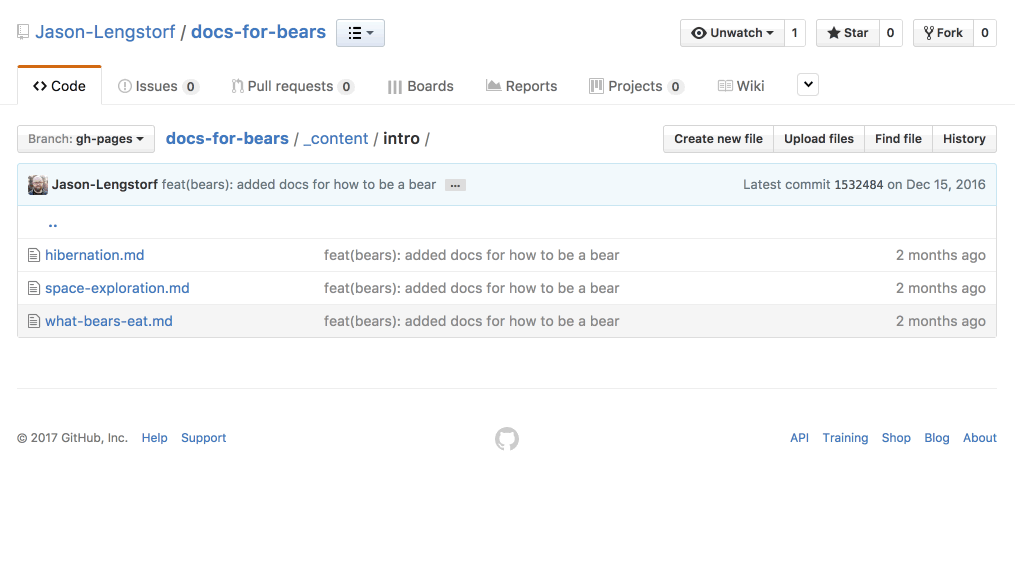 Jason-Lengstorf / docs-for-bears Unwatch 1 Star 0 Fork 0
Code Issues 0 Pull requests 0 Boards Reports Projects 0 Wiki
Branch: gh-pages docs-for-bears / _content / intro / Create new file Upload files Find file History
Jason-Lengstorf feat(bears): added docs for how to be a bear … Latest commit 1532484 on Dec 15, 2016
..
hibernation.md feat(bears): added docs for how to be a bear 2 months ago
space-exploration.md feat(bears): added docs for how to be a bear 2 months ago
what-bears-eat.md feat(bears): added docs for how to be a bear 2 months ago
© 2017 GitHub, Inc. Help Support API Training Shop Blog About